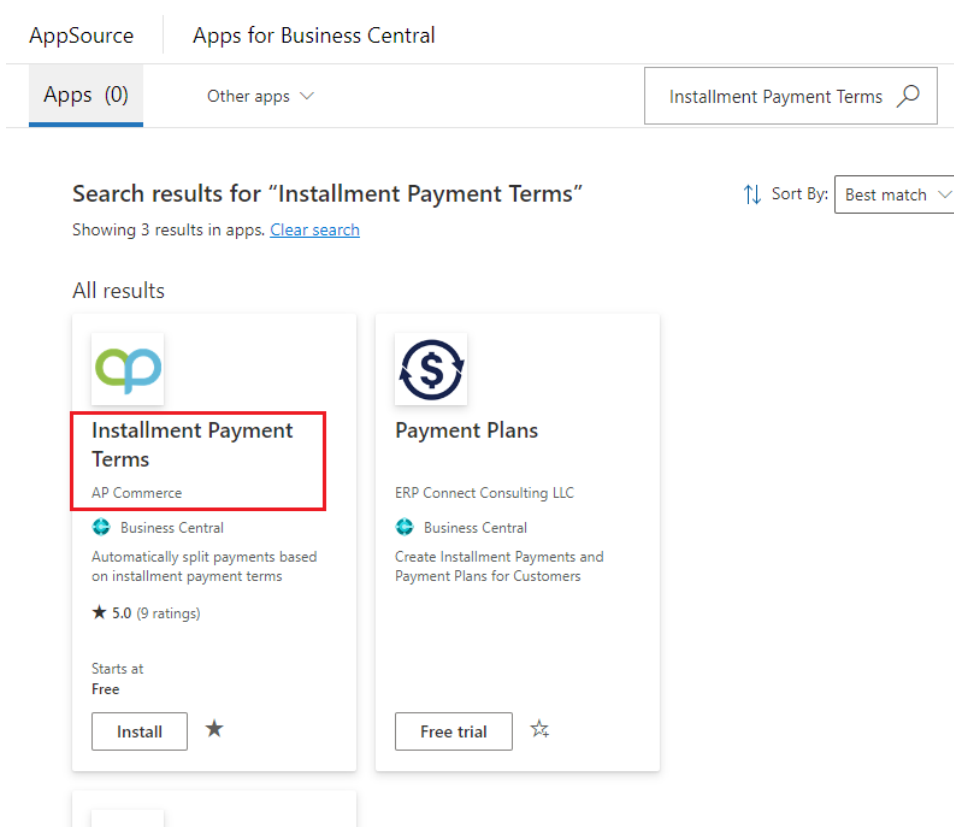 AppSource
Apps for Business Central
Apps (0)
Other apps
Installment Payment Terms
Search results for “Installment Payment Terms”
Sort By:
Best match
Showing 3 results in apps. Clear search
All results
Installment Payment
Terms
AP Commerce
Business Central
Automatically split payments based
on installment payment terms
5.0 (9 ratings)
Starts at
Free
Install
Payment Plans
ERP Connect Consulting LLC
Business Central
Create Installment Payments and
Payment Plans for Customers
Free trial